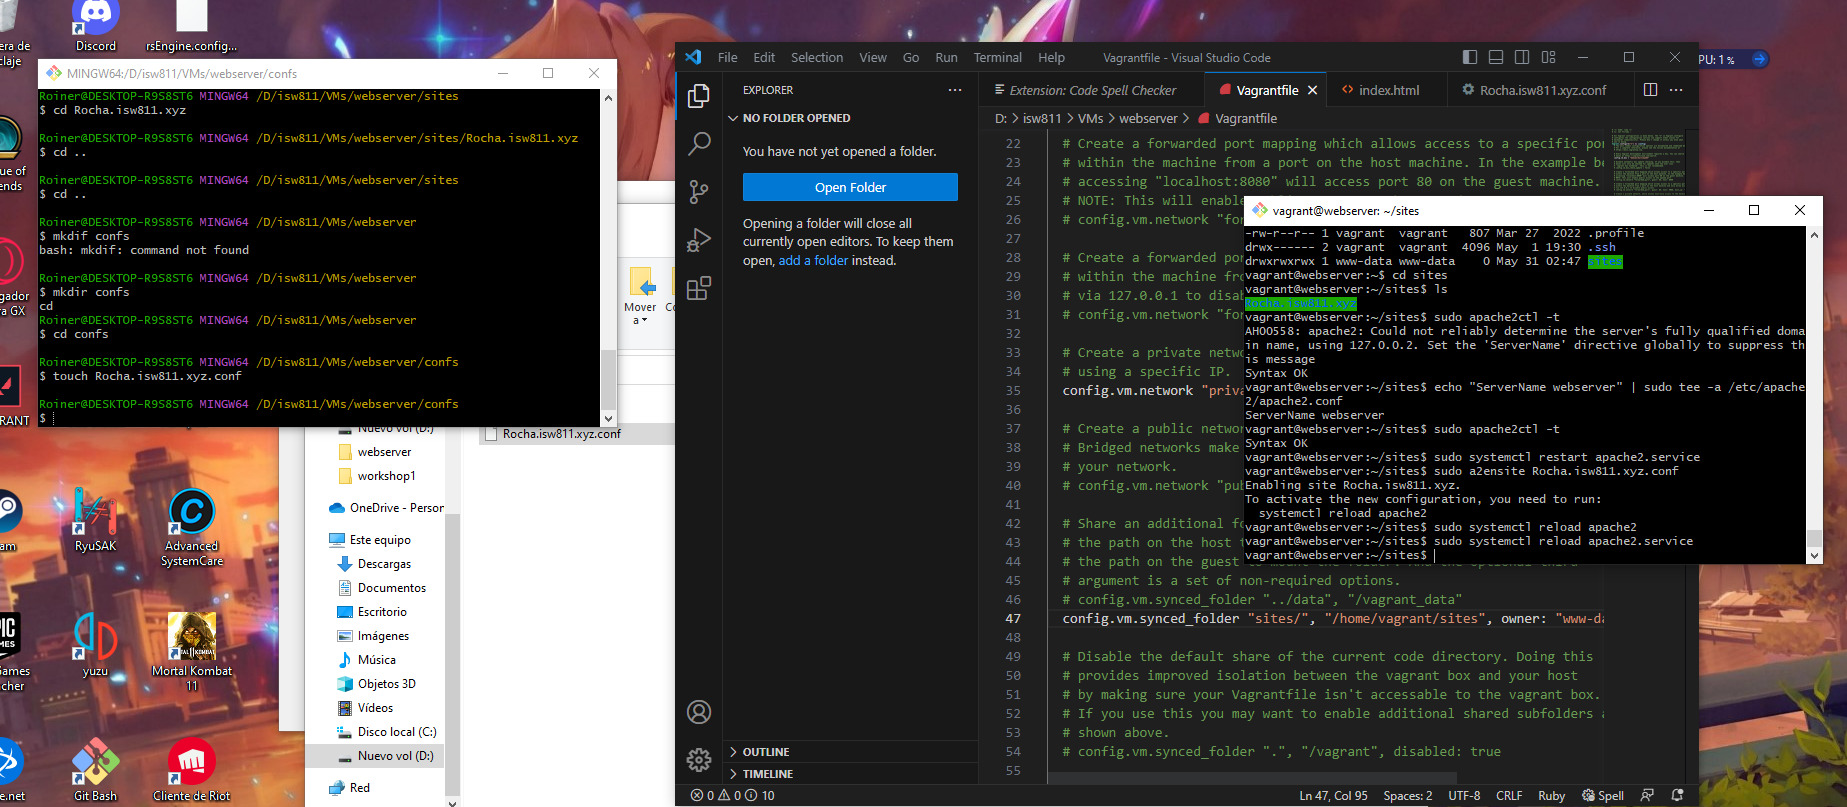 era de
claje
Discord
rsEngine.config...
ue of
ends
gador
a GX
RANT
am
RyuSAK
Advanced
SystemCare
Games
cher
yuzu
Mortal Kombat
11
e.net
Git Bash
Cliente de Riot
MINGW64:/D/isw811/VMs/webserver/confs
Roiner@DESKTOP-R9S8ST6 MINGW64 /D/isw811/VMs/webserver/sites
$ cd Rocha.isw811.xyz
Roiner@DESKTOP-R9S8ST6 MINGW64 /D/isw811/VMs/webserver/sites/Rocha.isw811.xyz
$ cd ..
Roiner@DESKTOP-R9S8ST6 MINGW64 /D/isw811/VMs/webserver/sites
$ cd ..
Roiner@DESKTOP-R9S8ST6 MINGW64 /D/isw811/VMs/webserver
$ mkdif confs
bash: mkdif: command not found
Roiner@DESKTOP-R9S8ST6 MINGW64 /D/isw811/VMs/webserver
$ mkdir confs
cd
Roiner@DESKTOP-R9S8ST6 MINGW64 /D/isw811/VMs/webserver
$ cd confs
Roiner@DESKTOP-R9S8ST6 MINGW64 /D/isw811/VMs/webserver/confs
$ touch Rocha.isw811.xyz.conf
Roiner@DESKTOP-R9S8ST6 MINGW64 /D/isw811/VMs/webserver/confs
$
Mover
a
Nuevo vol (D:)
webserver
workshop1
OneDrive - Person
Este equipo
Descargas
Documentos
Escritorio
Imágenes
Música
Objetos 3D
Vídeos
Disco local (C:)
Nuevo vol (D:)
Red
Rocha.isw811.xyz.conf
File Edit Selection View Go Run Terminal Help
Vagrantfile - Visual Studio Code
PU: 1 %
EXPLORER
NO FOLDER OPENED
You have not yet opened a folder.
Open Folder
Opening a folder will close all
currently open editors. To keep them
open, add a folder instead.
OUTLINE
TIMELINE
Extension: Code Spell Checker
Vagrantfile
index.html
Rocha.isw811.xyz.conf
D: > isw811 > VMs > webserver > Vagrantfile
22 # Create a forwarded port mapping which allows access to a specific por
23 # within the machine from a port on the host machine. In the example be
24 # accessing "localhost:8080" will access port 80 on the guest machine.
25 # NOTE: This will enable
26 # config.vm.network "for
27
28 # Create a forwarded por
29 # within the machine fro
30 # via 127.0.0.1 to disab
31 # config.vm.network "for
32
33 # Create a private netwo
34 # using a specific IP.
35 config.vm.network "priva
36
37 # Create a public networ
38 # Bridged networks make
39 # your network.
40 # config.vm.network "pub
41
42 # Share an additional fo
43 # the path on the host t
44 # the path on the guest to mount the folder. And the optional third
45 # argument is a set of non-required options.
46 # config.vm.synced_folder "../data", "/vagrant_data"
47 config.vm.synced_folder "sites/", "/home/vagrant/sites", owner: "www-da
48
49 # Disable the default share of the current code directory. Doing this
50 # provides improved isolation between the vagrant box and your host
51 # by making sure your Vagrantfile isn't accessable to the vagrant box.
52 # If you use this you may want to enable additional shared subfolders a
53 # shown above.
54 # config.vm.synced_folder ".", "/vagrant", disabled: true
55
0 0 10
Ln 47, Col 95
Spaces: 2
UTF-8
CRLF
Ruby
Spell
vagrant@webserver: ~/sites
-rw-r--r-- 1 vagrant vagrant 807 Mar 27 2022 .profile
drwx------ 2 vagrant vagrant 4096 May 1 19:30 .ssh
drwxrwxrwx 1 www-data www-data 0 May 31 02:47 sites
vagrant@webserver:~$ cd sites
vagrant@webserver:~/sites$ ls
Rocha.isw811.xyz
vagrant@webserver:~/sites$ sudo apache2ctl -t
AH00558: apache2: Could not reliably determine the server's fully qualified doma
in name, using 127.0.0.2. Set the 'ServerName' directive globally to suppress th
is message
Syntax OK
vagrant@webserver:~/sites$ echo "ServerName webserver" | sudo tee -a /etc/apache
2/apache2.conf
ServerName webserver
vagrant@webserver:~/sites$ sudo apache2ctl -t
Syntax OK
vagrant@webserver:~/sites$ sudo systemctl restart apache2.service
vagrant@webserver:~/sites$ sudo a2ensite Rocha.isw811.xyz.conf
Enabling site Rocha.isw811.xyz.
To activate the new configuration, you need to run:
systemctl reload apache2
vagrant@webserver:~/sites$ sudo systemctl reload apache2
vagrant@webserver:~/sites$ sudo systemctl reload apache2.service
vagrant@webserver:~/sites$